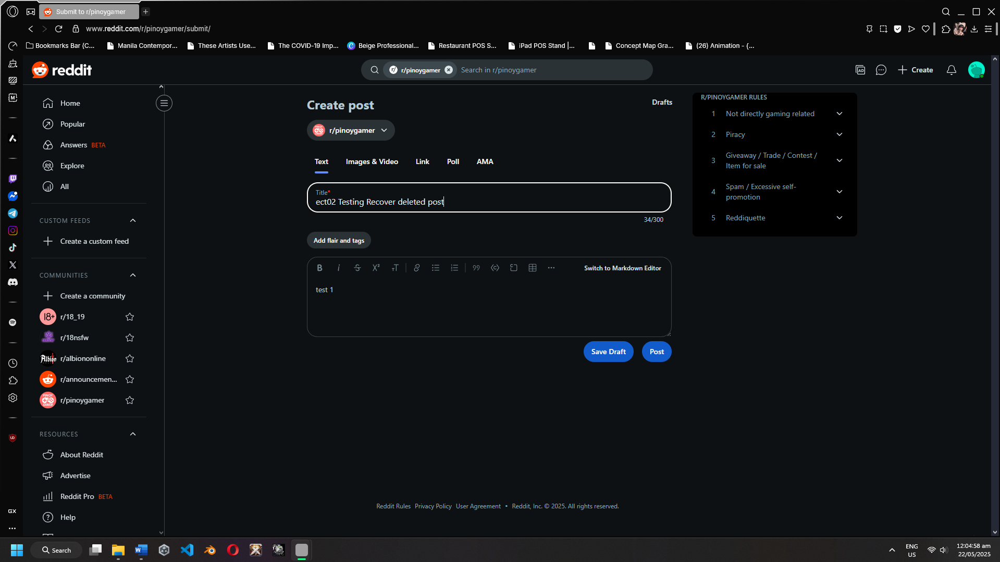 Submit to r/pinoygamer
www.reddit.com/r/pinoygamer/submit/
Bookmarks Bar (C...
Manila Contempor...
These Artists Use...
The COVID-19 Imp...
Beige Professional...
Restaurant POS S...
iPad POS Stand |...
Concept Map Gra...
(26) Animation - {...
reddit
r/pinoygamer
Search in r/pinoygamer
AD
Create
Home
Popular
Answers BETA
Explore
All
CUSTOM FEEDS
Create a custom feed
COMMUNITIES
Create a community
18+ r/18_19
r/18nsfw
Albion r/albiononline
r/announcemen...
PINOY GAMER r/pinoygamer
RESOURCES
About Reddit
Advertise
Reddit Pro BETA
Help
GX
Create post
Drafts
r/pinoygamer
Text
Images & Video
Link
Poll
AMA
Title*
ect02 Testing Recover deleted post
34/300
Add flair and tags
Switch to Markdown Editor
test 1
Save Draft
Post
R/PINOYGAMER RULES
1 Not directly gaming related
2 Piracy
3 Giveaway / Trade / Contest /
Item for sale
4 Spam / Excessive self-
promotion
5 Reddiquette
Reddit Rules Privacy Policy User Agreement • Reddit, Inc. © 2025. All rights reserved.
Search
ENG
US
12:04:58 am
22/05/2025